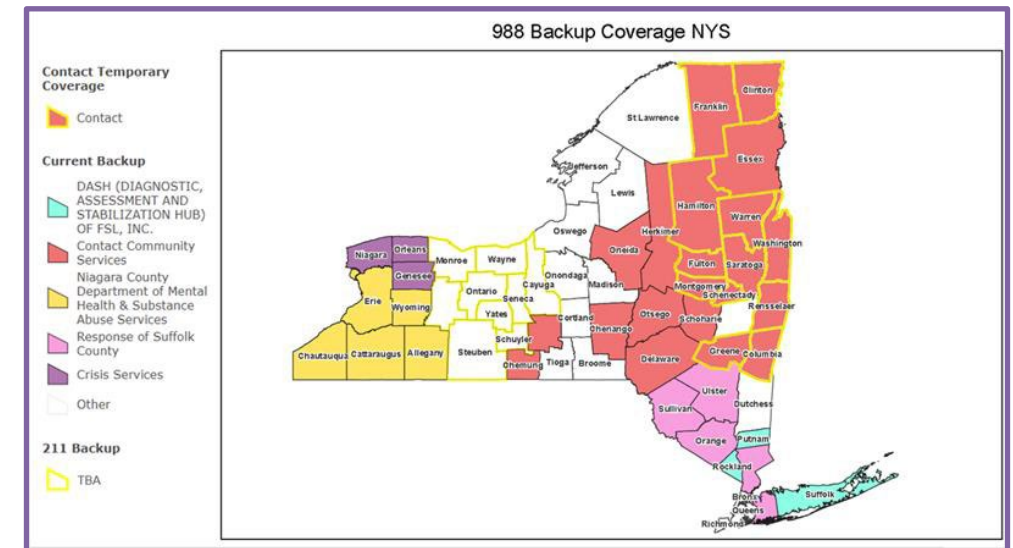 988 Backup Coverage NYS
Contact Temporary
Coverage
Contact
Current Backup
DASH (DIAGNOSTIC,
ASSESSMENT AND
STABILIZATION HUB)
OF FSL, INC.
Contact Community
Services
Niagara County
Department of Mental
Health & Substance
Abuse Services
Response of Suffolk
County
Crisis Services
Other
211 Backup
TBA
Clinton
Franklin
St Lawrence
Essex
Jefferson
Lewis
Hamilton
Warren
Herkimer
Washington
Oswego
Oneida
Niagara
Orleans
Monroe
Wayne
Fulton
Saratoga
Genesee
Onondaga
Madison
Cayuga
Montgomery
Schenectady
Ontario
Seneca
Erie
Wyoming
Rensselaer
Yates
Cortland
Otsego
Schoharie
Chenango
Schuyler
Steuben
Greene
Columbia
Chautauqua
Cattaraugus
Allegany
Chemung
Tioga
Broome
Delaware
Ulster
Dutchess
Sullivan
Orange
Putnam
Rockland
Bronx
Suffolk
Queens
Richmond